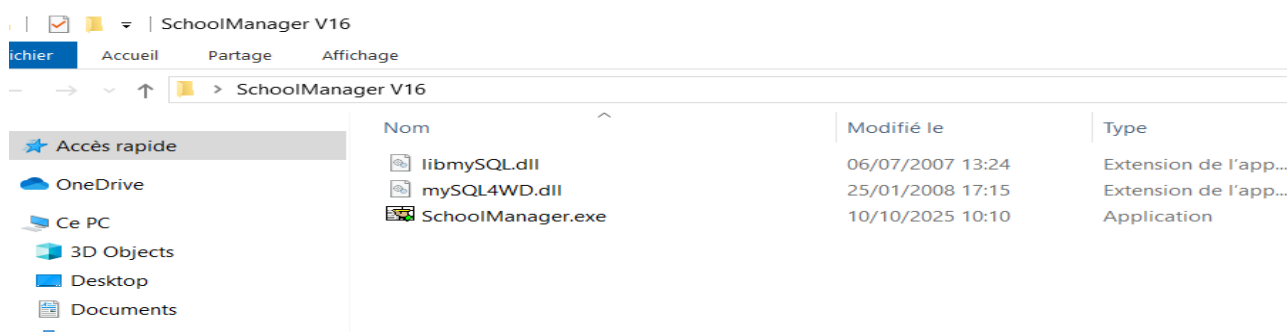 SchoolManager V16
ichier Accueil Partage Affichage
> SchoolManager V16
Nom Modifié le Type
Accès rapide
OneDrive
Ce PC
3D Objects
Desktop
Documents
libmySQL.dll 06/07/2007 13:24 Extension de l'app...
mySQL4WD.dll 25/01/2008 17:15 Extension de l'app...
SchoolManager.exe 10/10/2025 10:10 Application